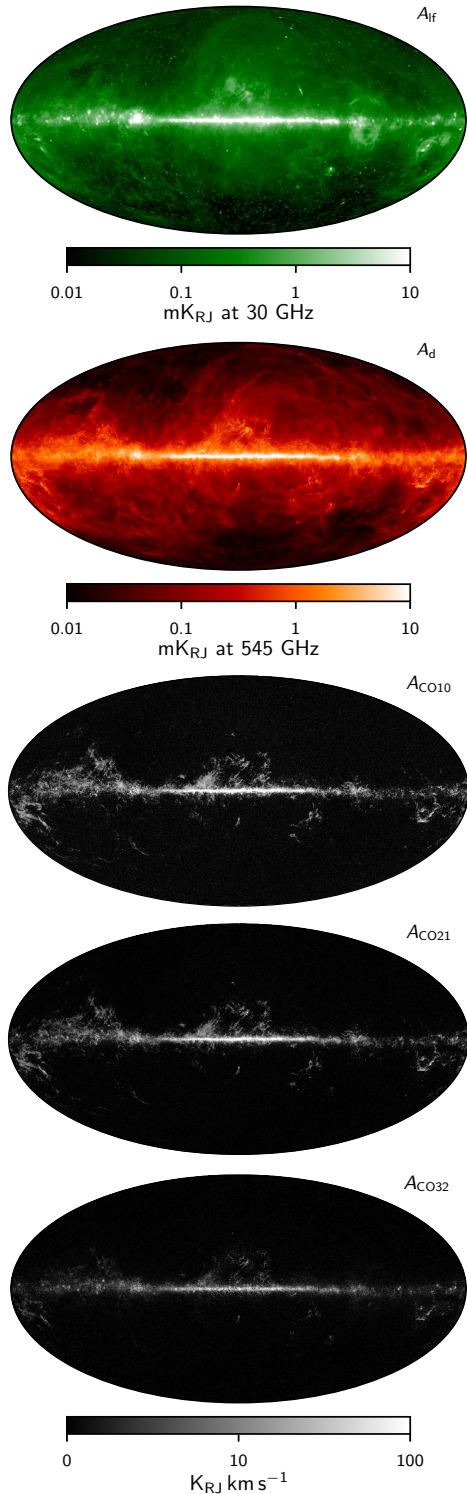 A_lf
0.01 0.1 1 10
mK_RJ at 30 GHz
A_d
0.01 0.1 1 10
mK_RJ at 545 GHz
A_CO10
A_CO21
A_CO32
0 10 100
K_RJ km s⁻¹